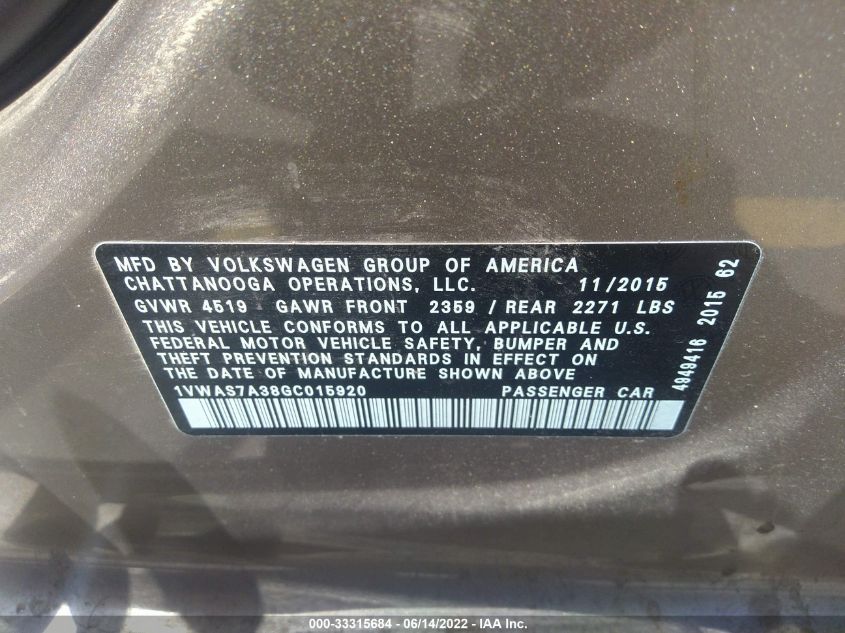 MFD BY VOLKSWAGEN GROUP OF AMERICA
CHATTANOOGA OPERATIONS, LLC. 11/2015
GVWR 4519 GAWR FRONT 2359 / REAR 2271 LBS
THIS VEHICLE CONFORMS TO ALL APPLICABLE U.S.
FEDERAL MOTOR VEHICLE SAFETY, BUMPER AND
THEFT PREVENTION STANDARDS IN EFFECT ON
THE DATE OF MANUFACTURE SHOWN ABOVE
1VWAS7A38GC015920 PASSENGER CAR
4949416 2015 62
000-33315684 - 06/14/2022 - IAA Inc.